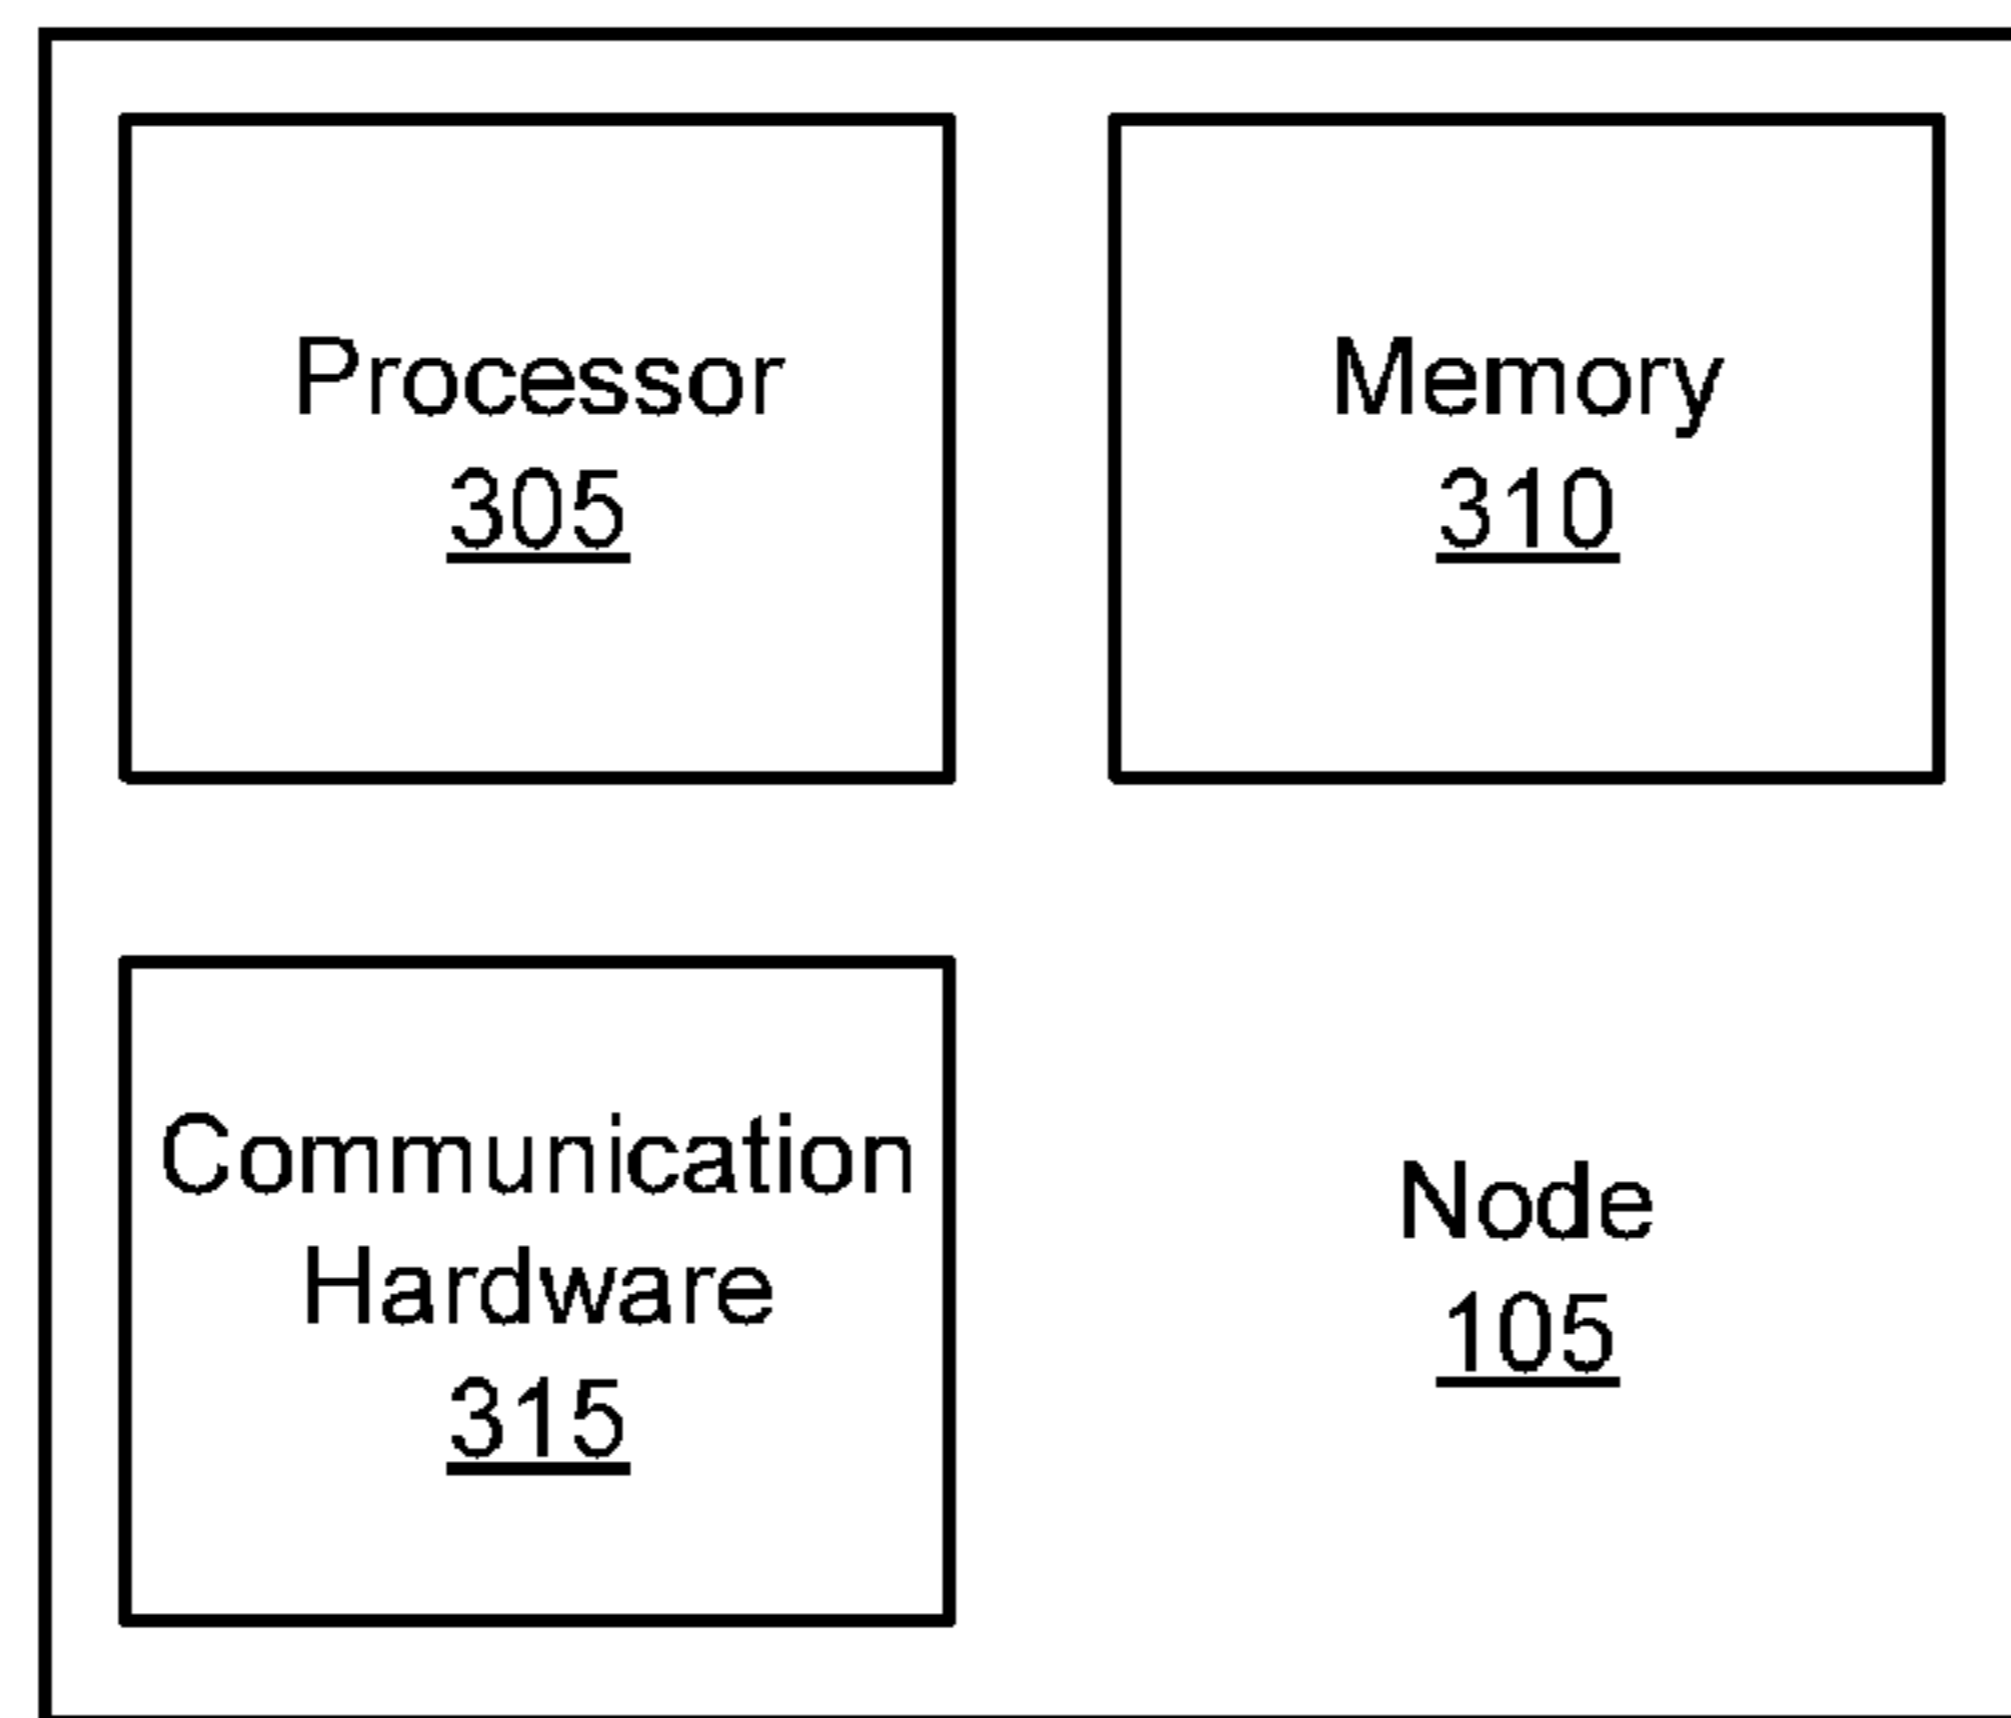 Processor
305
Memory
310
Communication
Hardware
315
Node
105